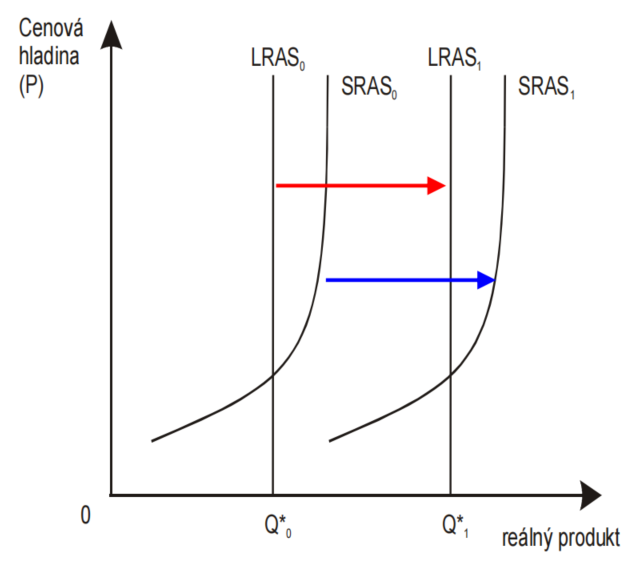 Cenová
hladina
(P)
LRAS₀
SRAS₀
LRAS₁
SRAS₁
0
Q*₀
Q*₁
reálný produkt